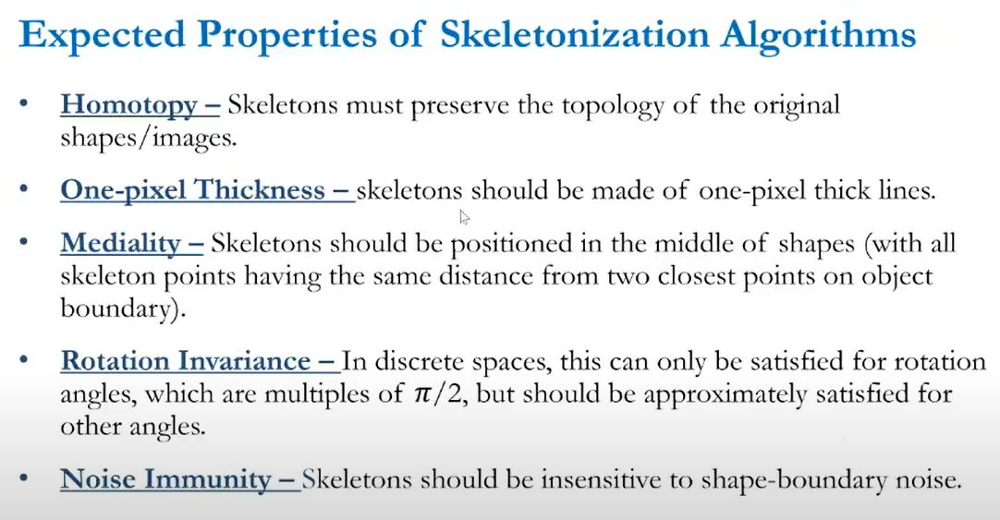 Expected Properties of Skeletonization Algorithms
• Homotopy – Skeletons must preserve the topology of the original
shapes/images.
• One-pixel Thickness – skeletons should be made of one-pixel thick lines.
• Mediality – Skeletons should be positioned in the middle of shapes (with all
skeleton points having the same distance from two closest points on object
boundary).
• Rotation Invariance – In discrete spaces, this can only be satisfied for rotation
angles, which are multiples of π/2, but should be approximately satisfied for
other angles.
• Noise Immunity – Skeletons should be insensitive to shape-boundary noise.